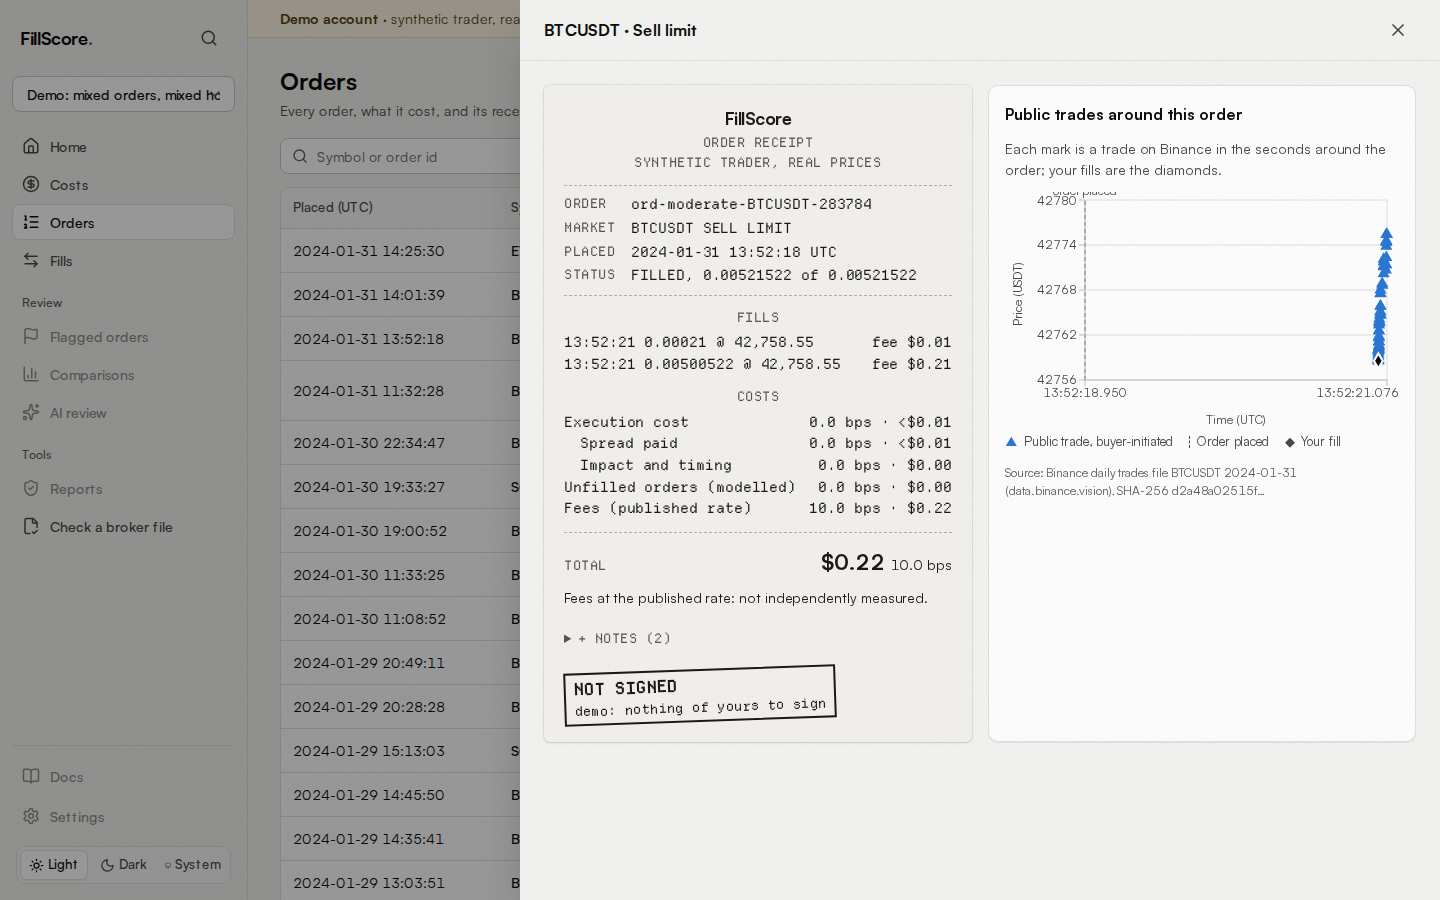 FillScore.
Demo: mixed orders, mixed
Home
Costs
Orders
Fills
Review
Flagged orders
Comparisons
AI review
Tools
Reports
Check a broker file
Docs
Settings
Light
Dark
System
Demo account · synthetic trader,
Orders
Every order, what it cost, and its
Symbol or order id
Placed (UTC)
2024-01-31 14:25:30
2024-01-31 14:01:39
2024-01-31 13:52:18
2024-01-31 11:32:28
2024-01-30 22:34:47
2024-01-30 19:33:27
2024-01-30 19:00:52
2024-01-30 11:33:25
2024-01-30 11:08:52
2024-01-29 20:49:11
2024-01-29 20:28:28
2024-01-29 15:13:03
2024-01-29 14:45:50
2024-01-29 14:35:41
2024-01-29 13:03:51
BTCUSDT · Sell limit
FillScore
ORDER RECEIPT
SYNTHETIC TRADER, REAL PRICES
ORDER ord-moderate-BTCUSDT-283784
MARKET BTCUSDT SELL LIMIT
PLACED 2024-01-31 13:52:18 UTC
STATUS FILLED, 0.00521522 of 0.00521522
FILLS
13:52:21 0.00021 @ 42,758.55 fee $0.01
13:52:21 0.00500522 @ 42,758.55 fee $0.21
COSTS
Execution cost 0.0 bps · <$0.01
Spread paid 0.0 bps · <$0.01
Impact and timing 0.0 bps · $0.00
Unfilled orders (modelled) 0.0 bps · $0.00
Fees (published rate) 10.0 bps · $0.22
TOTAL $0.22 10.0 bps
Fees at the published rate: not independently measured.
+ NOTES (2)
NOT SIGNED
demo: nothing of yours to sign
Public trades around this order
Each mark is a trade on Binance in the seconds around the
order; your fills are the diamonds.
order placed
42780
42774
42768
42762
42756
Price (USDT)
13:52:18.950
13:52:21.076
Time (UTC)
Public trade, buyer-initiated
Order placed
Your fill
Source: Binance daily trades file BTCUSDT 2024-01-31
(data.binance.vision). SHA-256 d2a48a02515f…